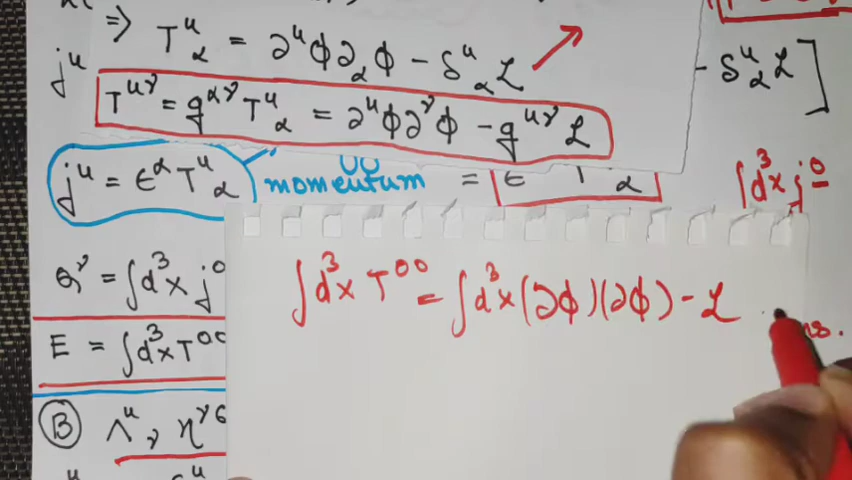 ⇒ T^μ_α = ∂^μϕ∂_αϕ − δ^μ_α ℒ
j^μ
− δ^μ_α ℒ]
T^{μν} = g^{αν}T^μ_α = ∂^μϕ∂^νϕ − g^{μν}ℒ
j^μ = ϵ^α T^μ_α
momentum
= ϵ T_α
∫d³x j⁰
∫d³x T⁰⁰ = ∫d³x(∂ϕ)(∂ϕ) − ℒ
Q^ν = ∫d³x j⁰
E = ∫d³x T⁰⁰
Ⓑ Λ^μ_ν η^{νσ}